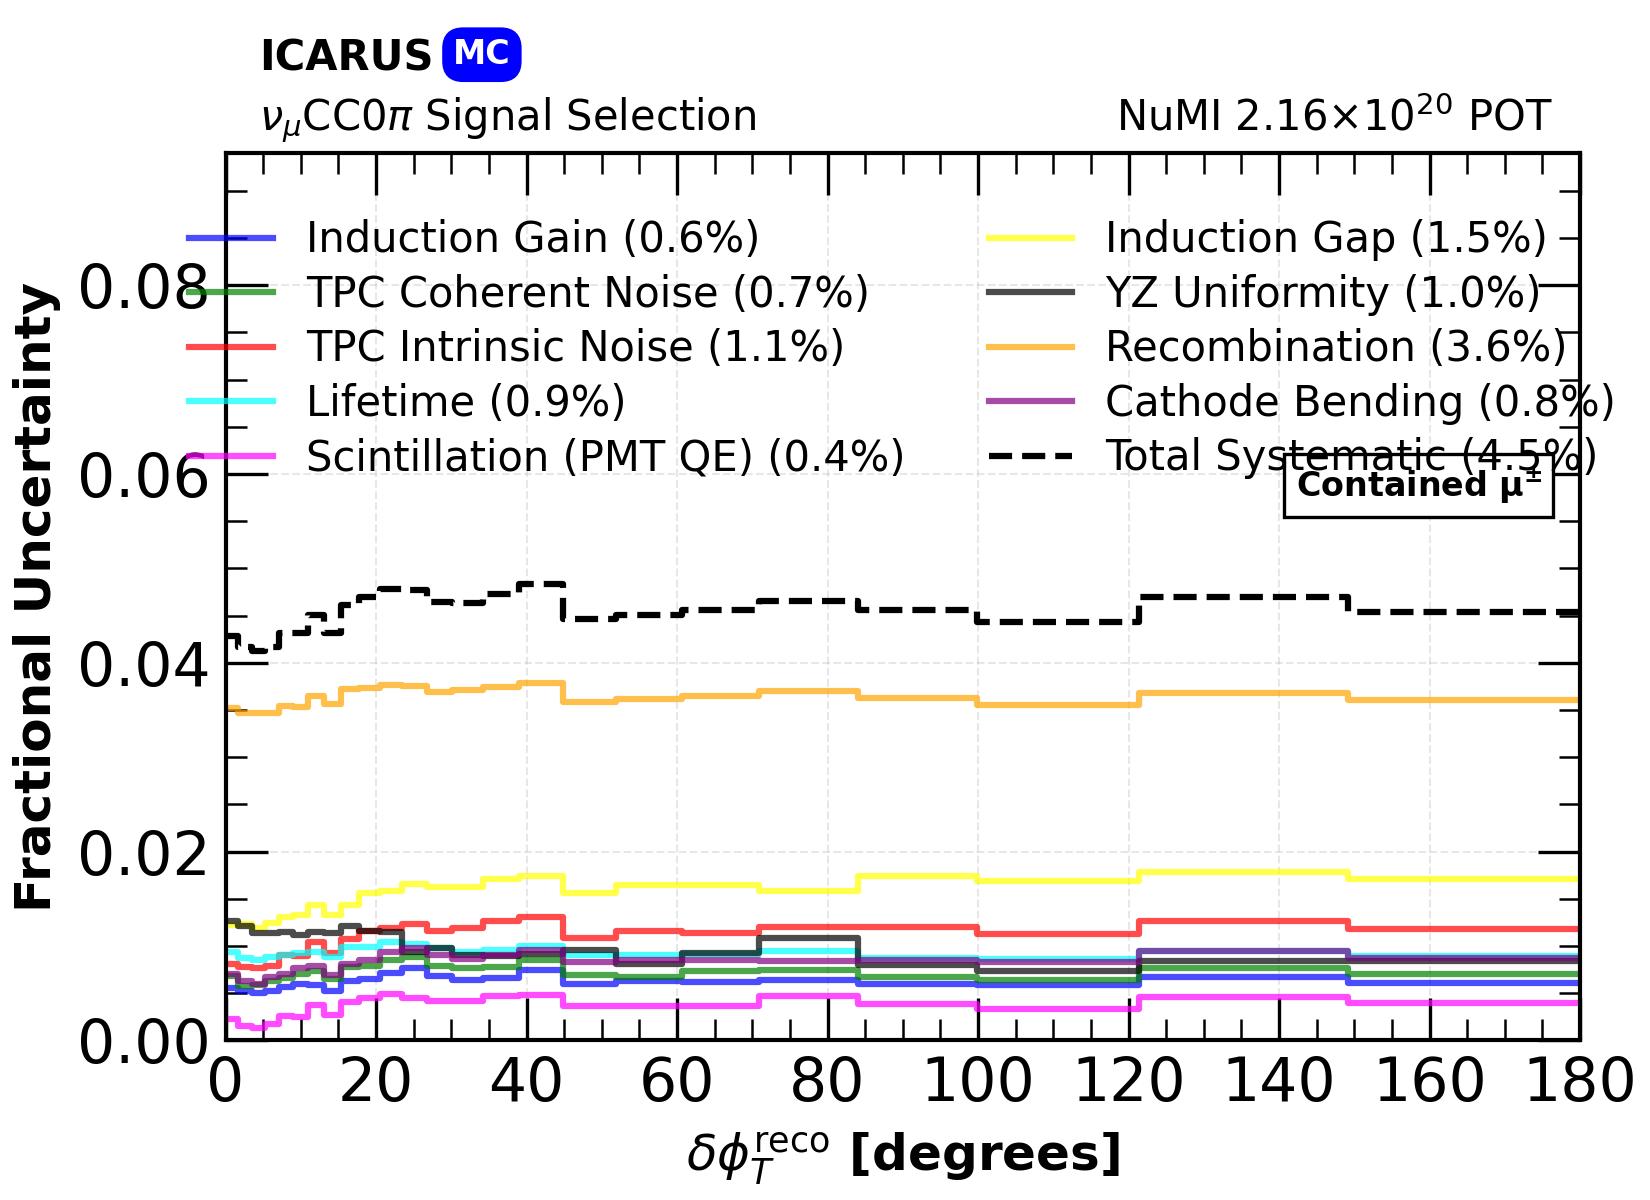 ICARUS MC
νμCC0π Signal Selection
NuMI 2.16×10²⁰ POT
Induction Gain (0.6%)
TPC Coherent Noise (0.7%)
TPC Intrinsic Noise (1.1%)
Lifetime (0.9%)
Scintillation (PMT QE) (0.4%)
Induction Gap (1.5%)
YZ Uniformity (1.0%)
Recombination (3.6%)
Cathode Bending (0.8%)
Total Systematic (4.5%)
Contained μ±
Fractional Uncertainty
0.08
0.06
0.04
0.02
0.00
0 20 40 60 80 100 120 140 160 180
δϕ_T^reco [degrees]